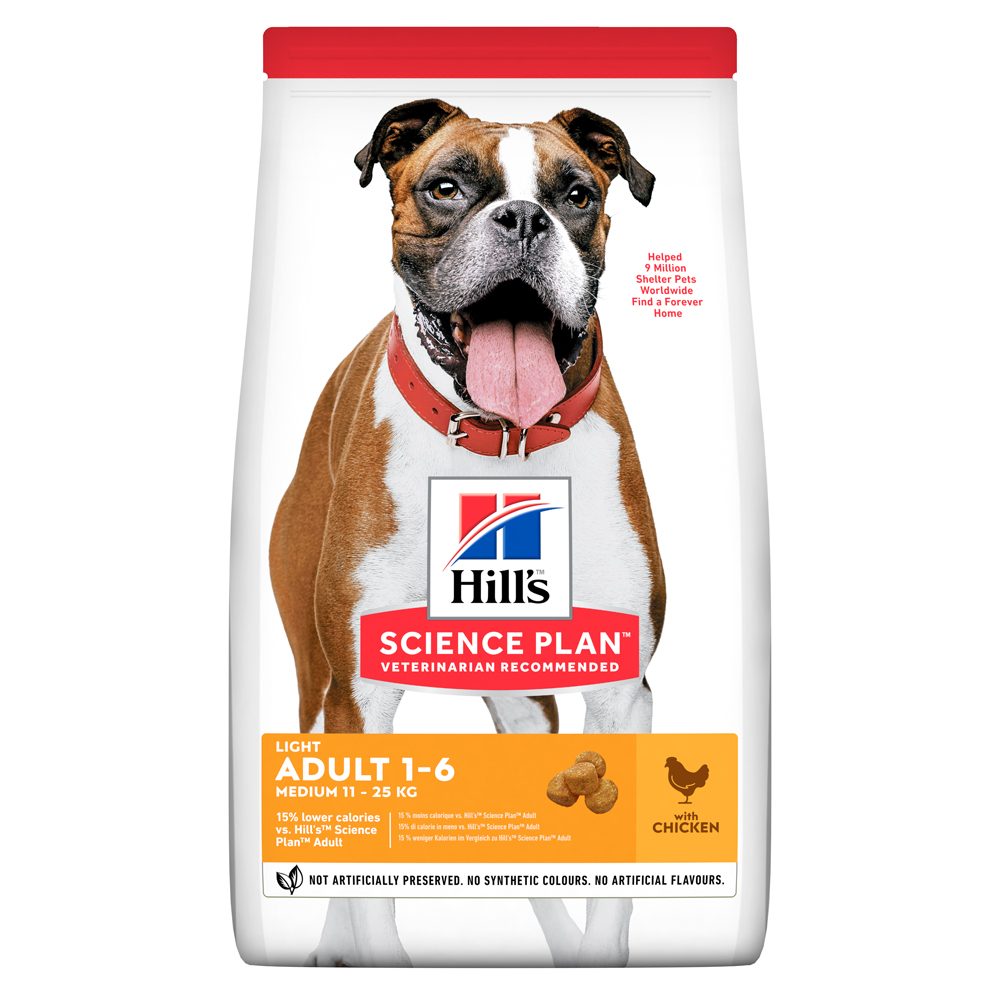 Helped
9 Million
Shelter Pets
Worldwide
Find a Forever
Home
Hill's™
SCIENCE PLAN™
VETERINARIAN RECOMMENDED
LIGHT
ADULT 1-6
MEDIUM 11 - 25 KG
15% lower calories
vs. Hill's™ Science
Plan™ Adult
15 % moins calorique vs. Hill's™ Science Plan™ Adult
15% di calorie in meno vs. Hill's™ Science Plan™ Adult
15 % weniger Kalorien im Vergleich zu Hill's™ Science Plan™ Adult
with
CHICKEN
NOT ARTIFICIALLY PRESERVED. NO SYNTHETIC COLOURS. NO ARTIFICIAL FLAVOURS.